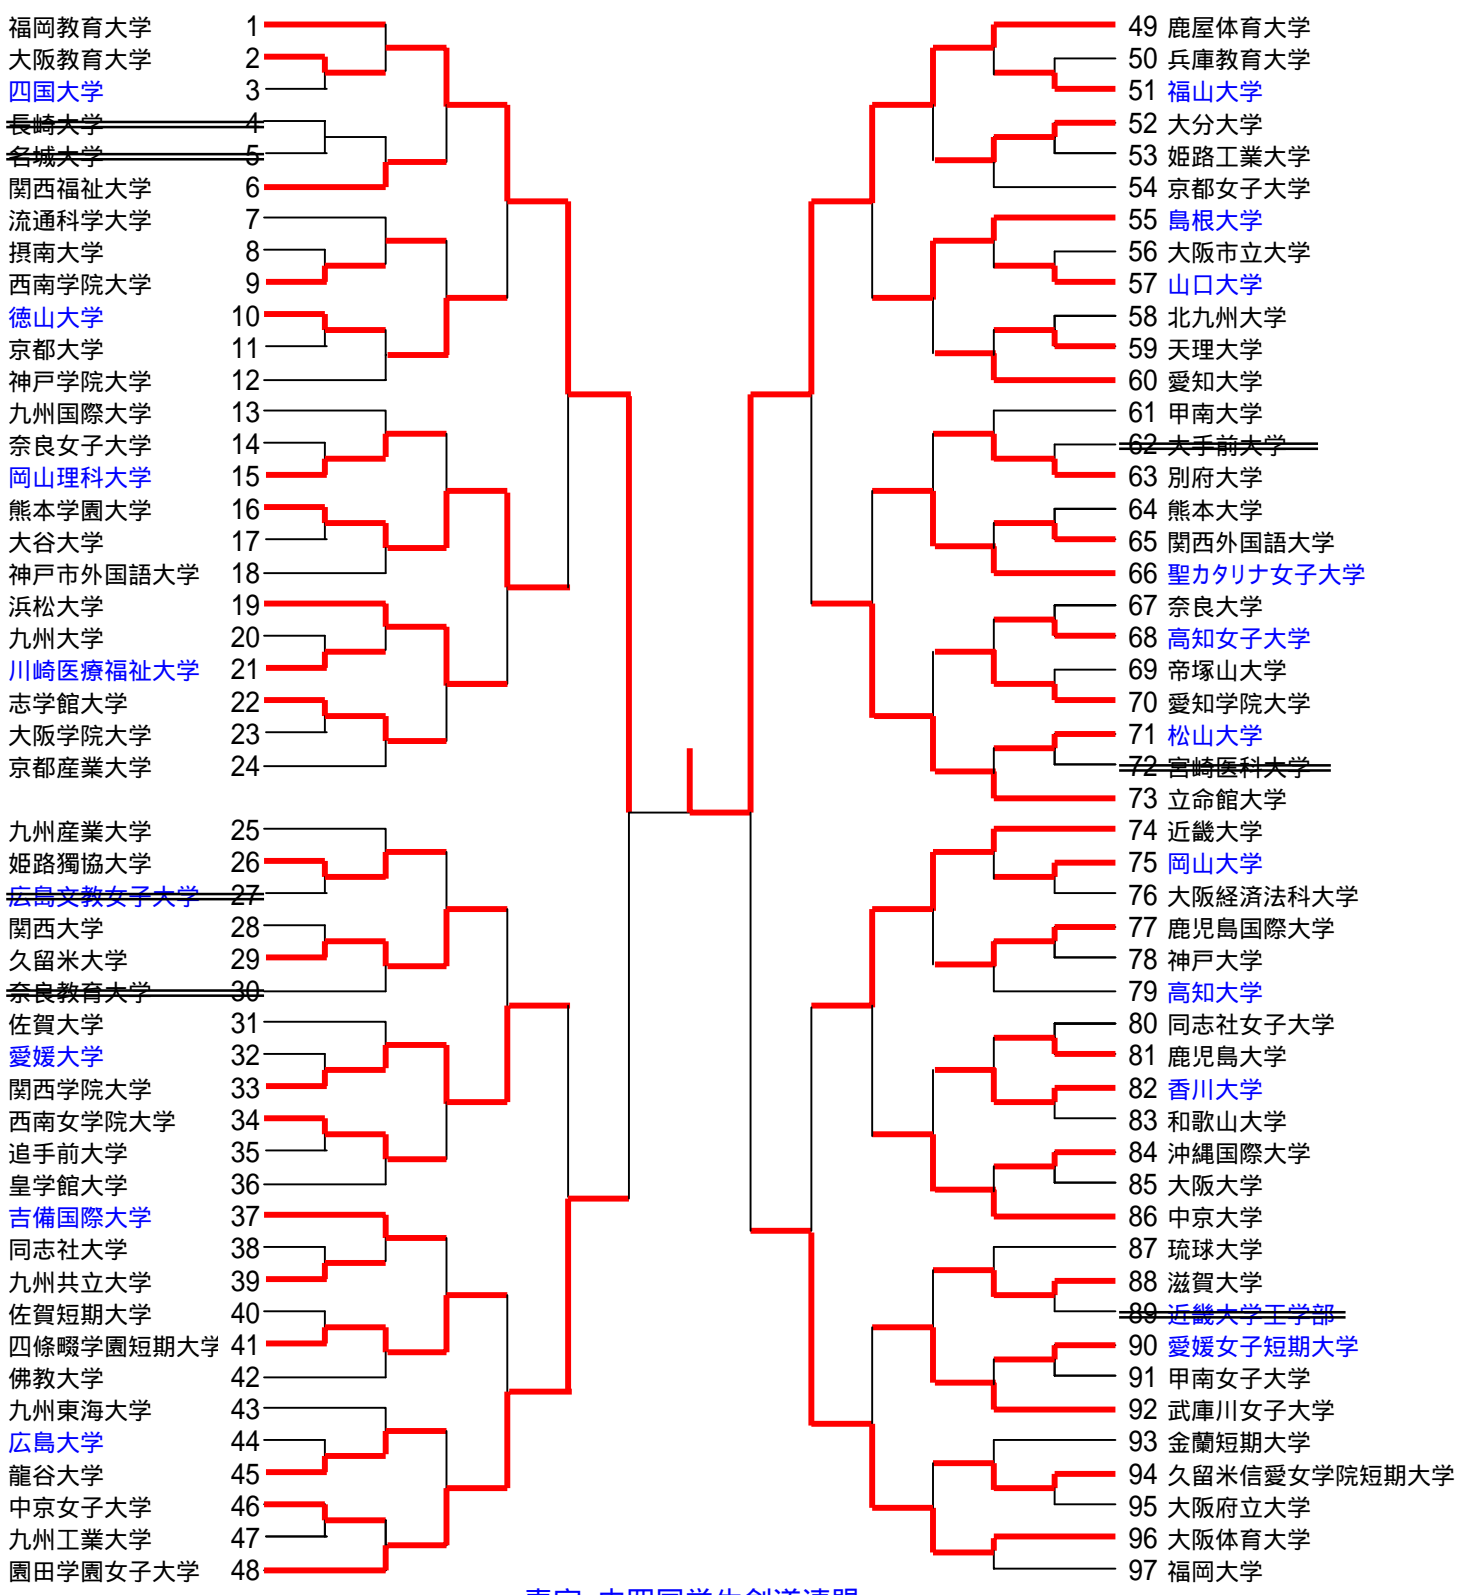 福岡教育大学 1
大阪教育大学 2
四国大学 3
長崎大学 4
名城大学 5
関西福祉大学 6
流通科学大学 7
摂南大学 8
西南学院大学 9
徳山大学 10
京都大学 11
神戸学院大学 12
九州国際大学 13
奈良女子大学 14
岡山理科大学 15
熊本学園大学 16
大谷大学 17
神戸市外国語大学 18
浜松大学 19
九州大学 20
川崎医療福祉大学 21
志学館大学 22
大阪学院大学 23
京都産業大学 24
九州産業大学 25
姫路獨協大学 26
広島文教女子大学 27
関西大学 28
久留米大学 29
奈良教育大学 30
佐賀大学 31
愛媛大学 32
関西学院大学 33
西南女学院大学 34
追手前大学 35
皇学館大学 36
吉備国際大学 37
同志社大学 38
九州共立大学 39
佐賀短期大学 40
四條畷学園短期大学 41
佛教大学 42
九州東海大学 43
広島大学 44
龍谷大学 45
中京女子大学 46
九州工業大学 47
園田学園女子大学 48
49 鹿屋体育大学
50 兵庫教育大学
51 福山大学
52 大分大学
53 姫路工業大学
54 京都女子大学
55 島根大学
56 大阪市立大学
57 山口大学
58 北九州大学
59 天理大学
60 愛知大学
61 甲南大学
62 大手前大学
63 別府大学
64 熊本大学
65 関西外国語大学
66 聖カタリナ女子大学
67 奈良大学
68 高知女子大学
69 帝塚山大学
70 愛知学院大学
71 松山大学
72 宮崎医科大学
73 立命館大学
74 近畿大学
75 岡山大学
76 大阪経済法科大学
77 鹿児島国際大学
78 神戸大学
79 高知大学
80 同志社女子大学
81 鹿児島大学
82 香川大学
83 和歌山大学
84 沖縄国際大学
85 大阪大学
86 中京大学
87 琉球大学
88 滋賀大学
89 近畿大学工学部
90 愛媛女子短期大学
91 甲南女子大学
92 武庫川女子大学
93 金蘭短期大学
94 久留米信愛女学院短期大学
95 大阪府立大学
96 大阪体育大学
97 福岡大学